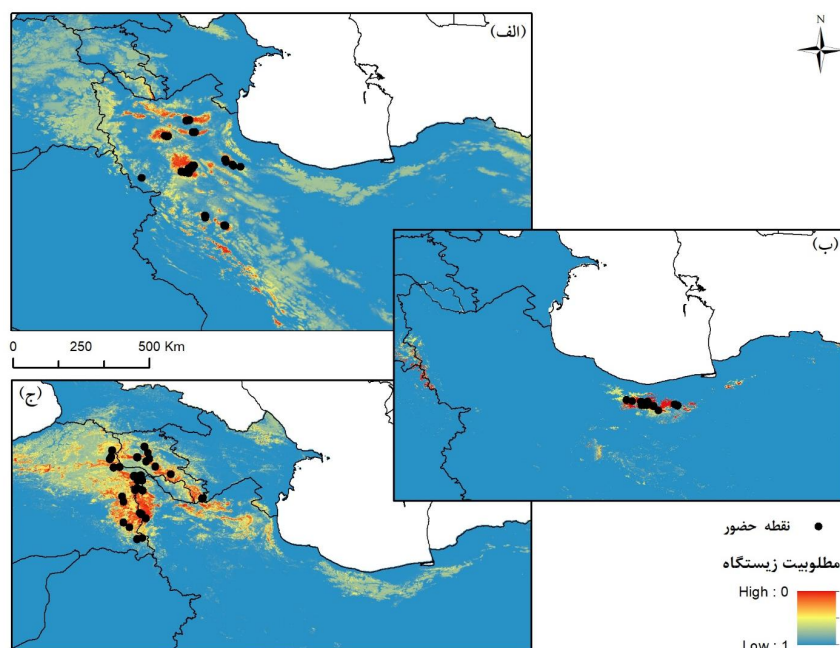 (الف)
N
(ب)
0 250 500 Km
(ج)
نقطه حضور
مطلوبیت زیستگاه
High : 0
Low : 1